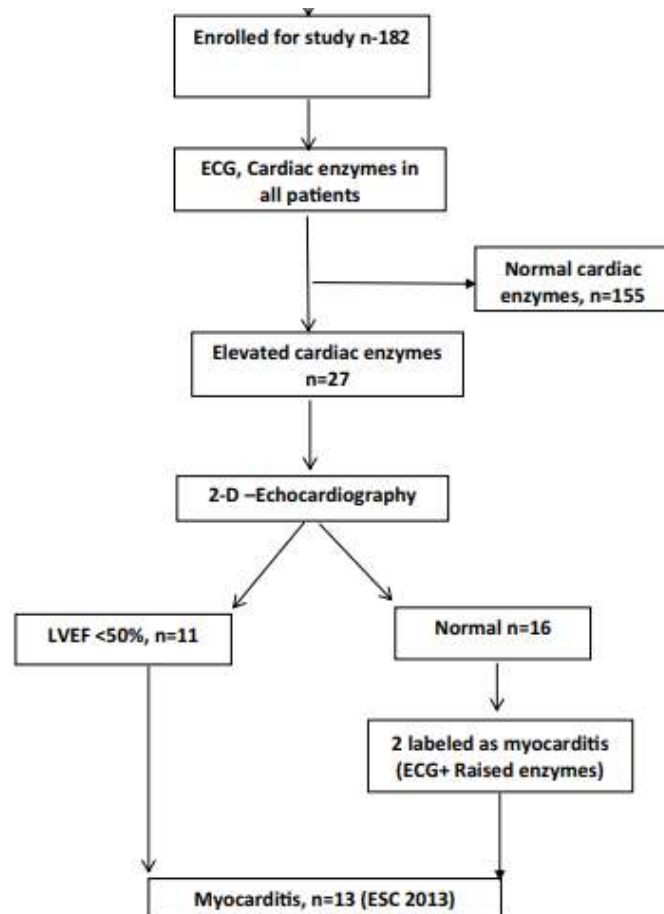 Enrolled for study n-182
ECG, Cardiac enzymes in
all patients
Normal cardiac
enzymes, n=155
Elevated cardiac enzymes
n=27
2-D –Echocardiography
LVEF <50%, n=11
Normal n=16
2 labeled as myocarditis
(ECG+ Raised enzymes)
Myocarditis, n=13 (ESC 2013)